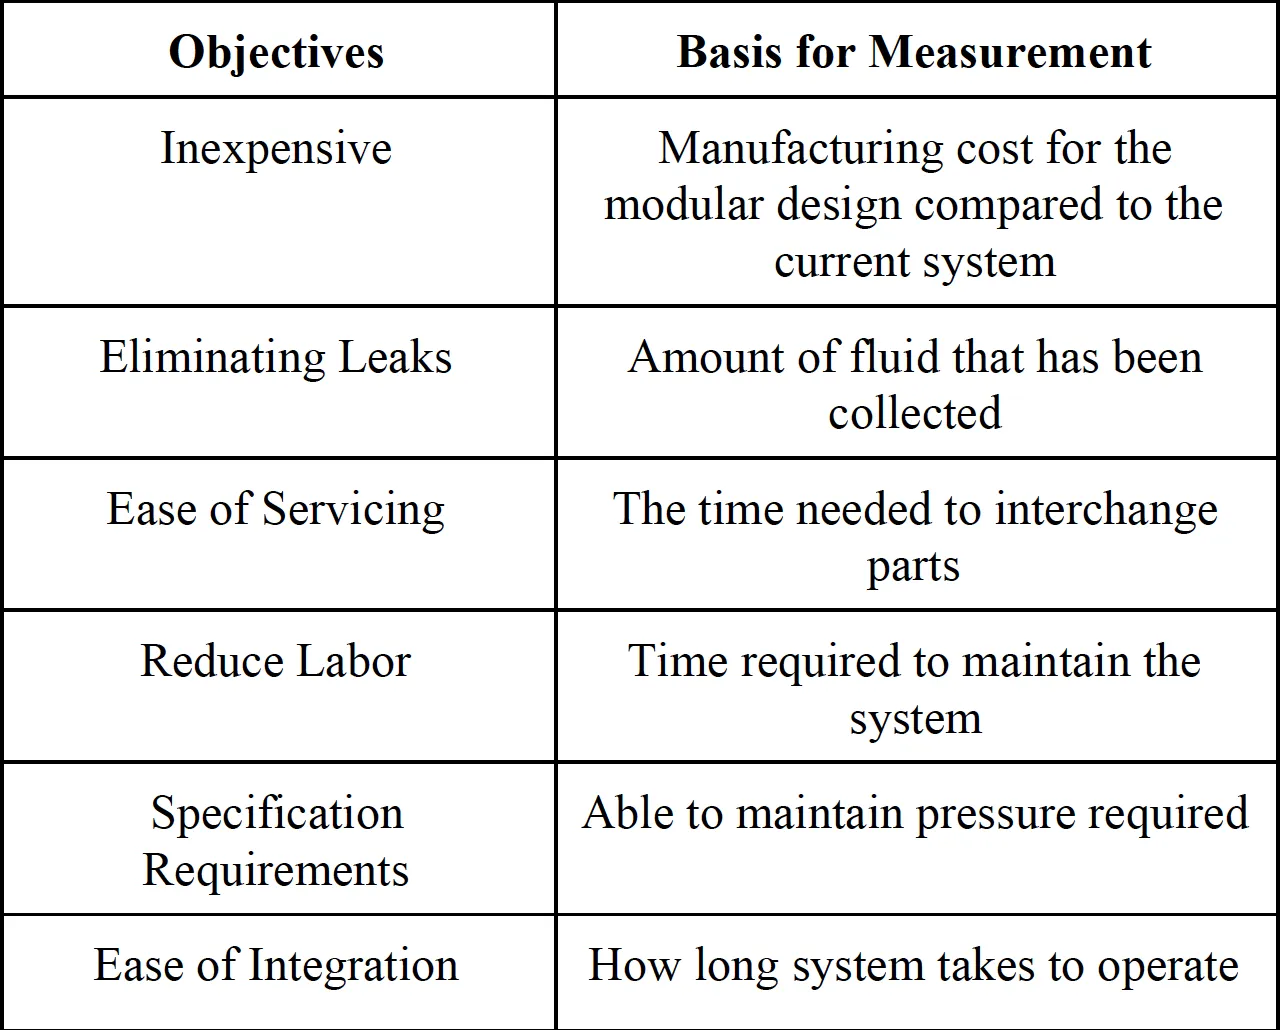 Objectives
Basis for Measurement
Inexpensive
Manufacturing cost for the
modular design compared to the
current system
Eliminating Leaks
Amount of fluid that has been
collected
Ease of Servicing
The time needed to interchange
parts
Reduce Labor
Time required to maintain the
system
Specification
Requirements
Able to maintain pressure required
Ease of Integration
How long system takes to operate